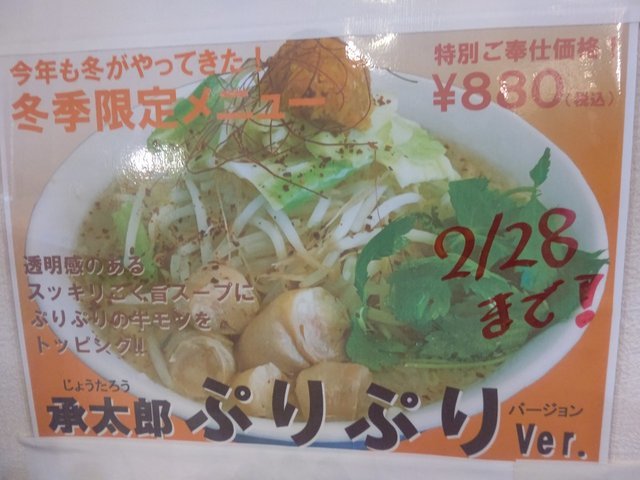 今年も冬がやってきた！
冬季限定メニュー
特別ご奉仕価格！
¥880(税込)
2/28
まで！
透明感のある
スッキリこく旨スープに
ぷりぷりの牛モツを
トッピング!!
じょうたろう
承太郎 ぷりぷり Ver.
バージョン